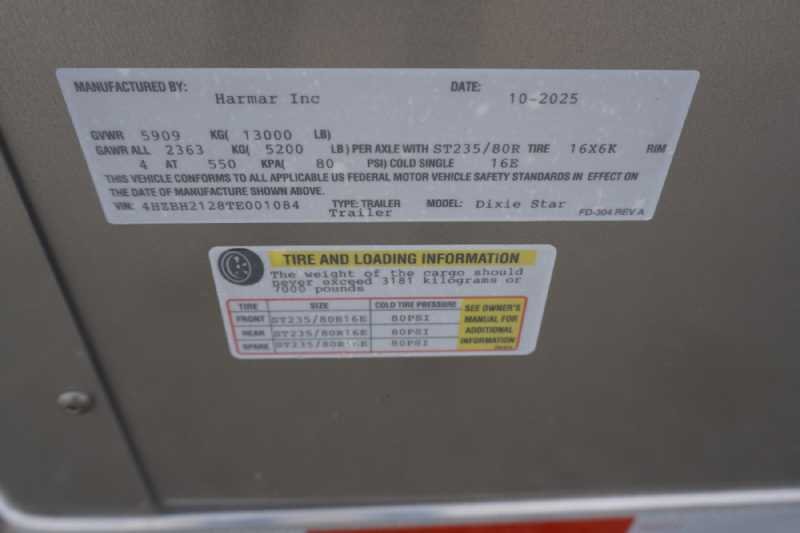 MANUFACTURED BY: Harmar Inc DATE: 10-2025
GVWR 5909 KG( 13000 LB)
GAWR ALL 2363 KG( 5200 LB) PER AXLE WITH ST235/80R TIRE 16X6K RIM
4 AT 550 KPA( 80 PSI) COLD SINGLE 16E
THIS VEHICLE CONFORMS TO ALL APPLICABLE US FEDERAL MOTOR VEHICLE SAFETY STANDARDS IN EFFECT ON
THE DATE OF MANUFACTURE SHOWN ABOVE.
VIN: 4HZBH2128TE001084 TYPE: TRAILER MODEL: Dixie Star
Trailer FD-304 REV A
TIRE AND LOADING INFORMATION
The weight of the cargo should
never exceed 3181 kilograms or
7000 pounds
TIRE SIZE COLD TIRE PRESSURE SEE OWNER'S
FRONT ST235/80R16E 80PSI MANUAL FOR
REAR ST235/80R16E 80PSI ADDITIONAL
SPARE ST235/80R16E 80PSI INFORMATION